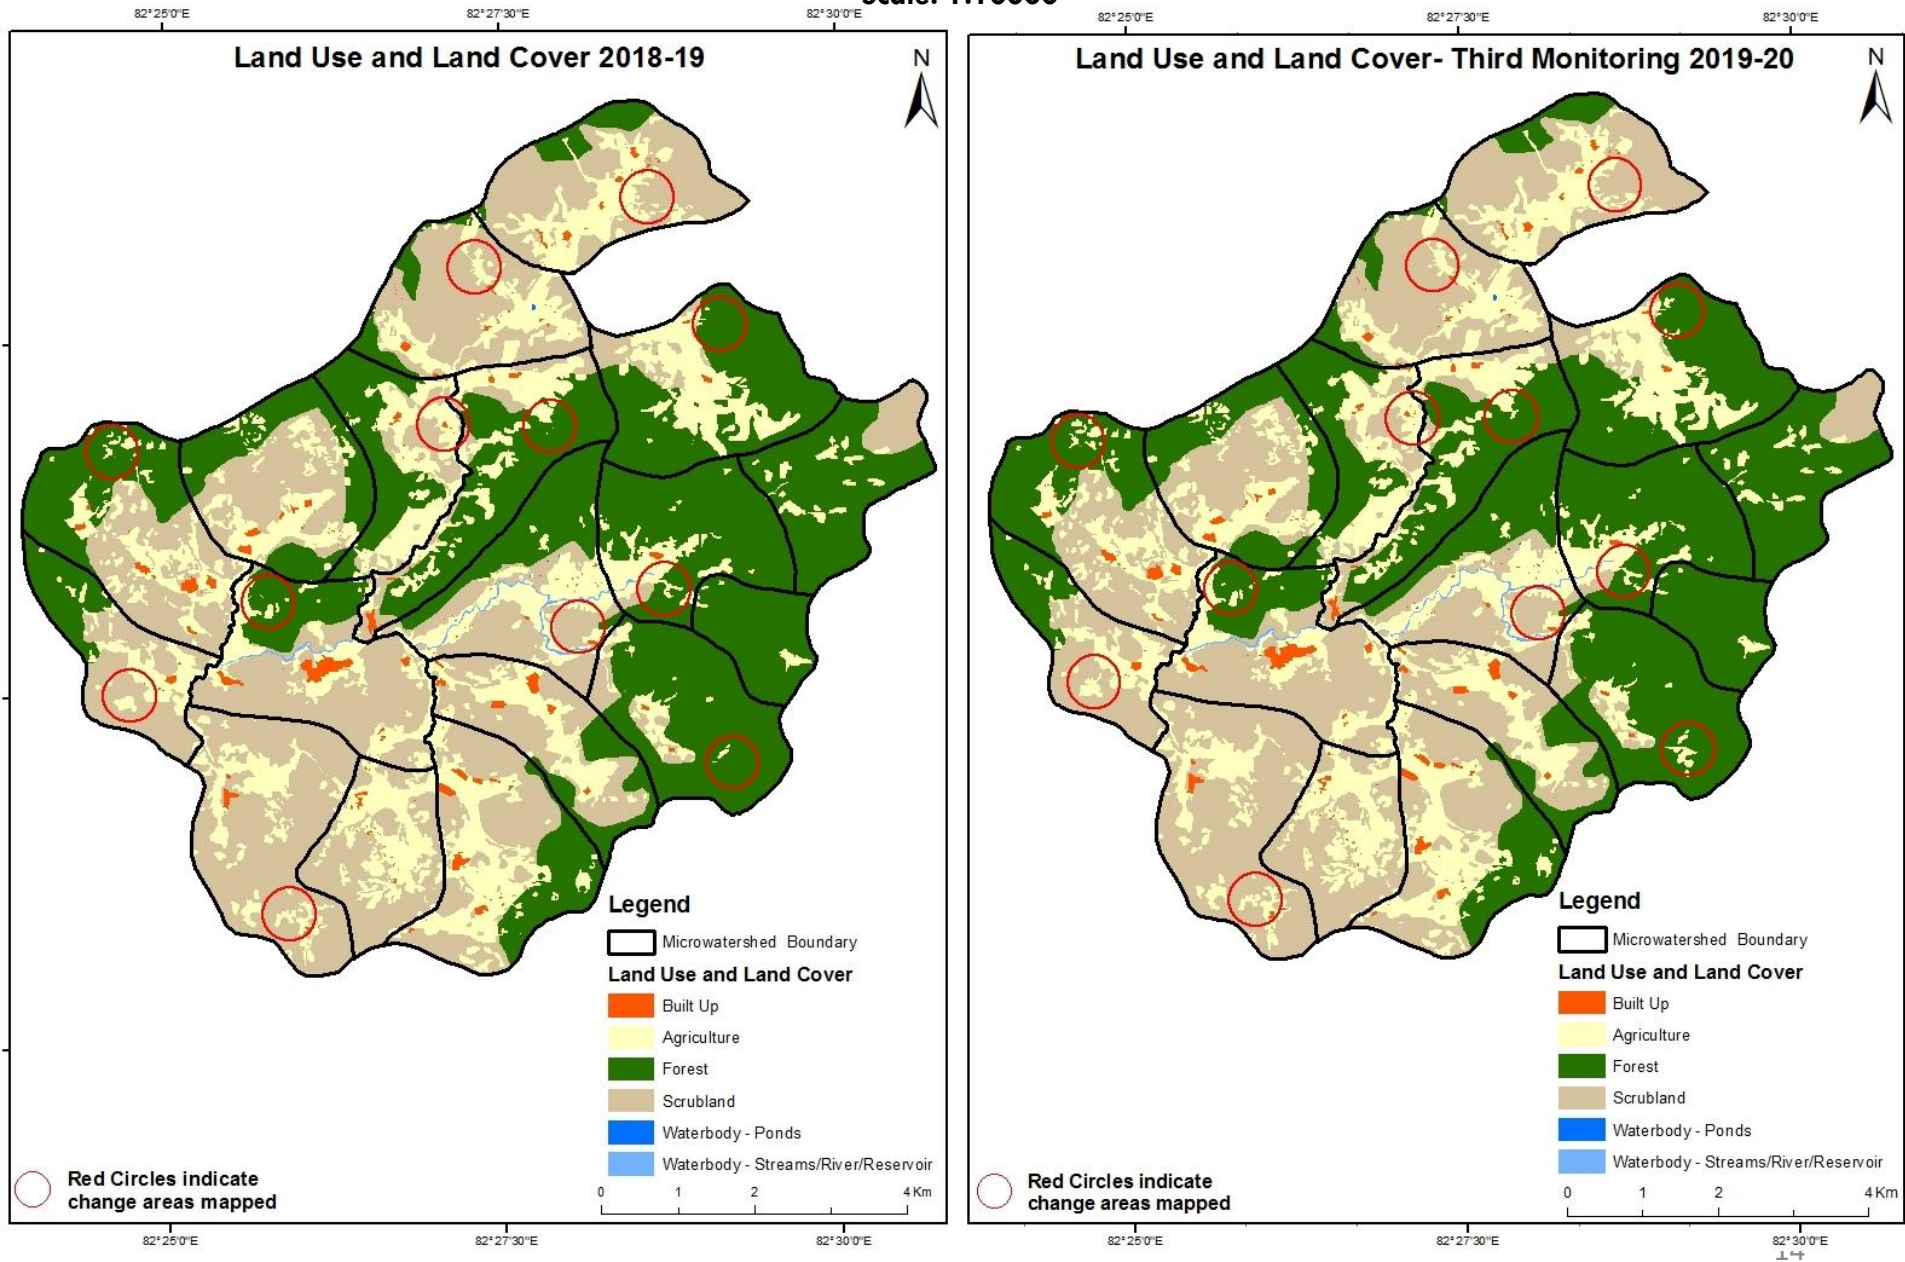 Scale: 1:10000
82°25'0"E 82°27'30"E 82°30'0"E
82°25'0"E 82°27'30"E 82°30'0"E
Land Use and Land Cover 2018-19
N
Legend
Microwatershed Boundary
Land Use and Land Cover
Built Up
Agriculture
Forest
Scrubland
Waterbody - Ponds
Waterbody - Streams/River/Reservoir
Red Circles indicate
change areas mapped
0 1 2 4 Km
82°25'0"E 82°27'30"E 82°30'0"E
Land Use and Land Cover- Third Monitoring 2019-20
N
Legend
Microwatershed Boundary
Land Use and Land Cover
Built Up
Agriculture
Forest
Scrubland
Waterbody - Ponds
Waterbody - Streams/River/Reservoir
Red Circles indicate
change areas mapped
0 1 2 4 Km
82°25'0"E 82°27'30"E 82°30'0"E
14